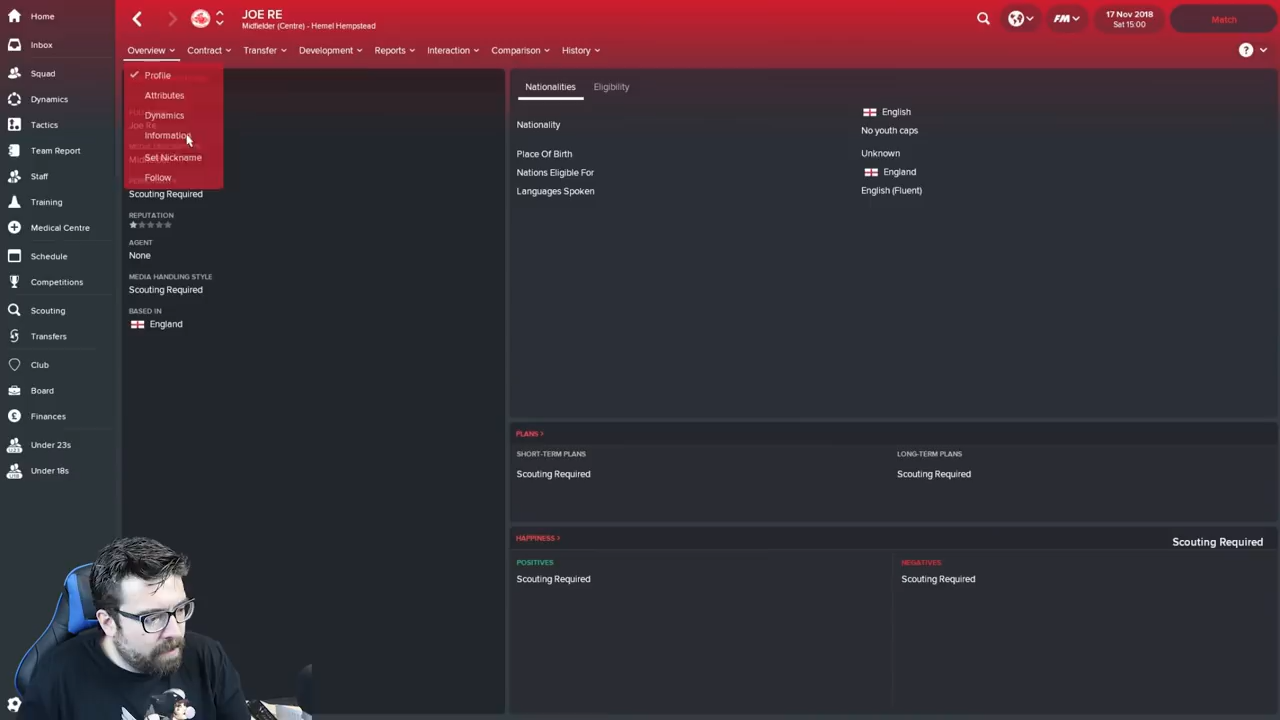 JOE RE
Midfielder (Centre) - Hemel Hempstead
FM
17 Nov 2018
Sat 15:00
Match
Overview Contract Transfer Development Reports Interaction Comparison History
?
Home
Inbox
Squad
Dynamics
Tactics
Team Report
Staff
Training
Medical Centre
Schedule
Competitions
Scouting
Transfers
Club
Board
Finances
Under 23s
Under 18s
Profile
Attributes
Dynamics
Information
Set Nickname
Follow
Joe Re
Scouting Required
REPUTATION
AGENT
None
MEDIA HANDLING STYLE
Scouting Required
BASED IN
England
Nationalities Eligibility
Nationality
English
No youth caps
Place Of Birth
Unknown
Nations Eligible For
England
Languages Spoken
English (Fluent)
PLANS >
SHORT-TERM PLANS
Scouting Required
LONG-TERM PLANS
Scouting Required
HAPPINESS >
Scouting Required
POSITIVES
Scouting Required
NEGATIVES
Scouting Required